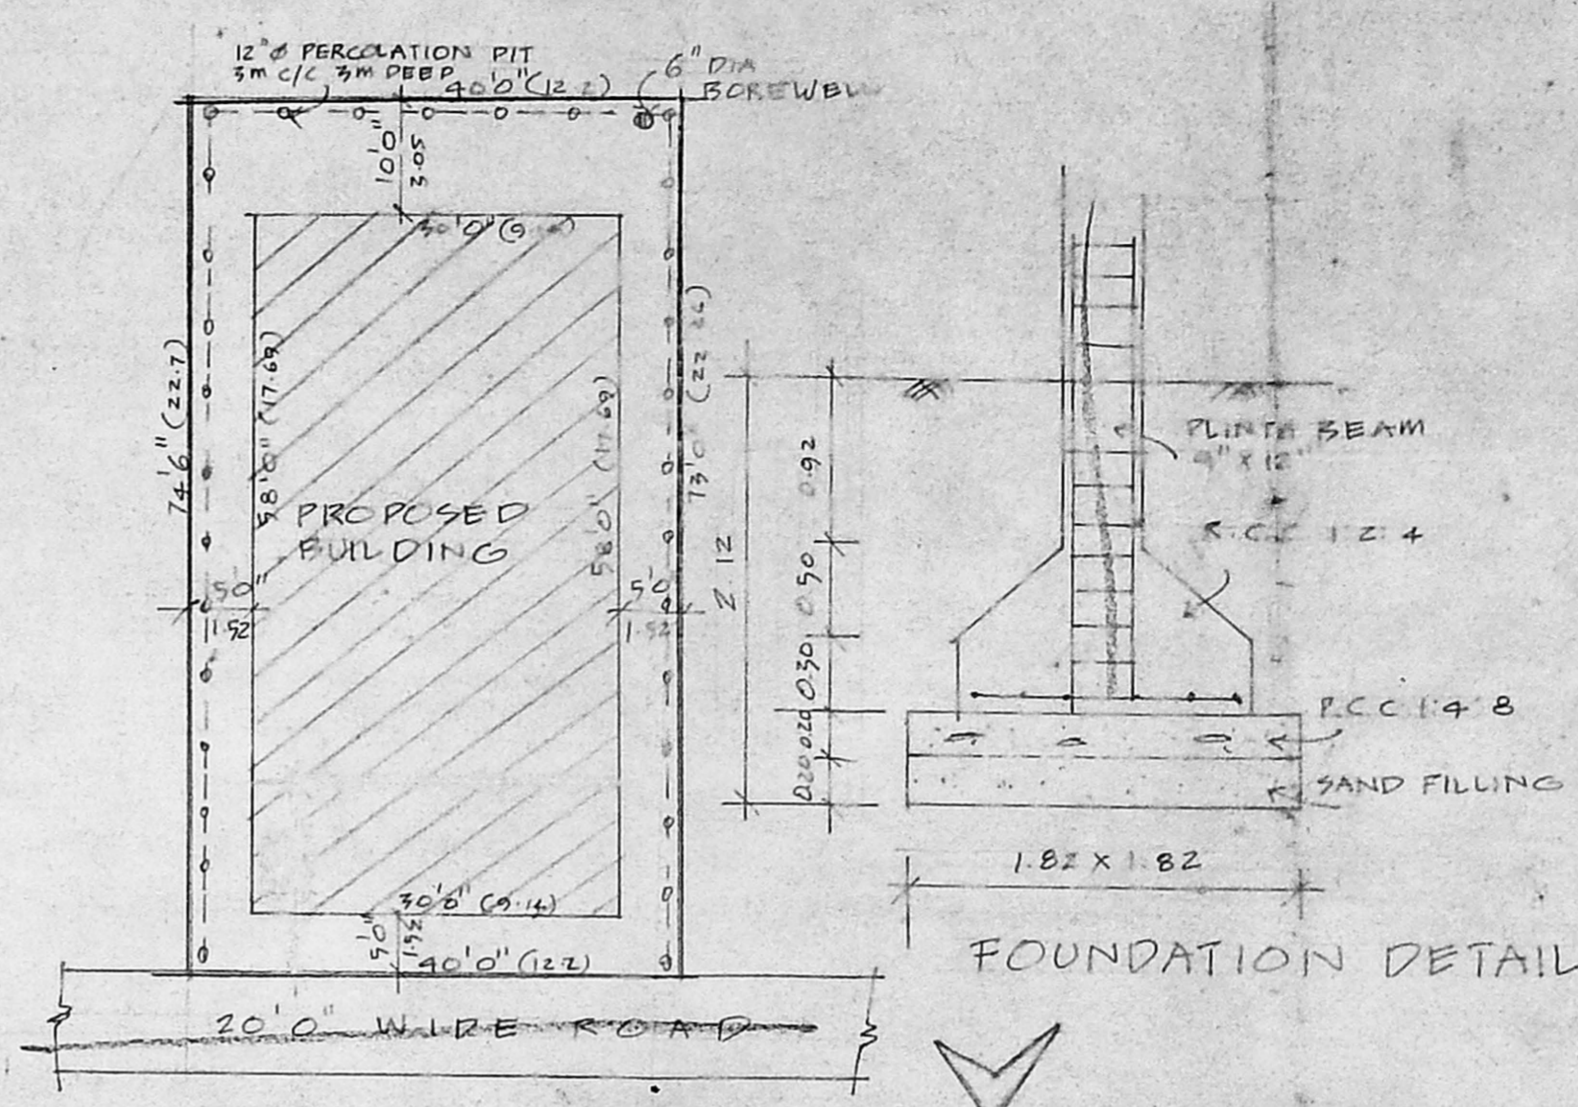 12"Ø PERCOLATION PIT
3m C/C 3m DEEP
40'0" (12.2)
6" DIA
BOREWELL
10'0"
3.05
30'0" (9
74'6" (22.7)
58'0" (17.69)
58'0" (17.69)
73'0" (22.26)
PROPOSED
BUILDING
5'0"
1.52
5'0
1.52
30'0" (9.14)
5'0"
1.52
40'0" (12.2)
20'0" WIDE ROAD
2.12
0.92
0.50
0.30
0.20
0.20
PLINTH BEAM
9" X 12"
R.C.C 1:2:4
P.C.C 1:4:8
SAND FILLING
1.82 X 1.82
FOUNDATION DETAIL